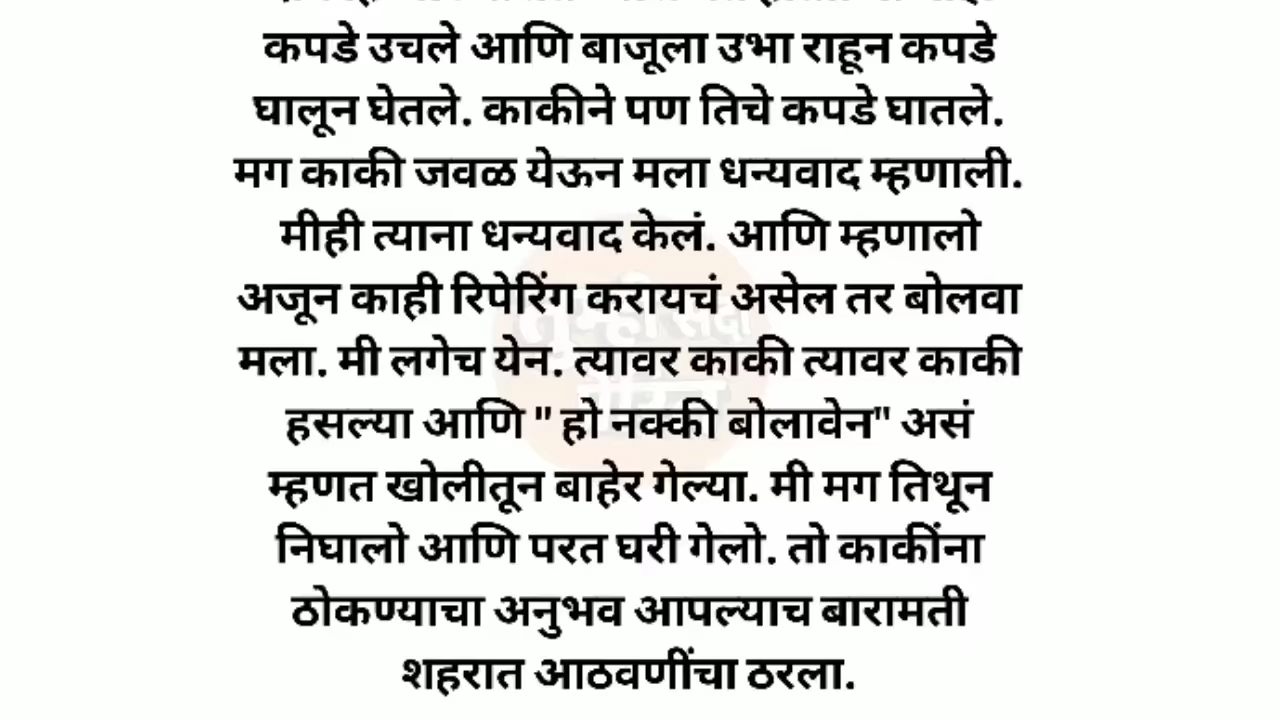 कपडे उचले आणि बाजूला उभा राहून कपडे
घालून घेतले. काकीने पण तिचे कपडे घातले.
मग काकी जवळ येऊन मला धन्यवाद म्हणाली.
मीही त्याना धन्यवाद केलं. आणि म्हणालो
अजून काही रिपेरिंग करायचं असेल तर बोलवा
मला. मी लगेच येन. त्यावर काकी त्यावर काकी
हसल्या आणि " हो नक्की बोलावेन" असं
म्हणत खोलीतून बाहेर गेल्या. मी मग तिथून
निघालो आणि परत घरी गेलो. तो काकींना
ठोकण्याचा अनुभव आपल्याच बारामती
शहरात आठवणींचा ठरला.